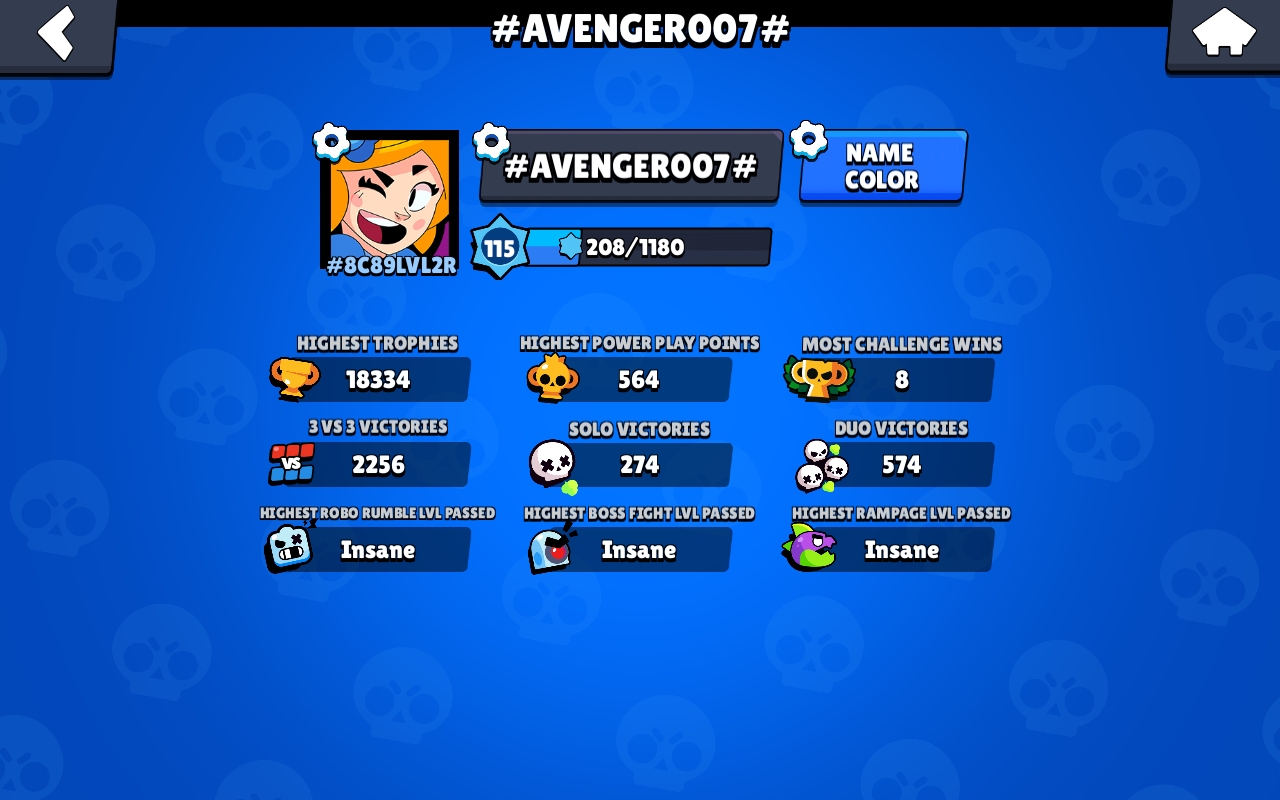 #AVENGER007#
#AVENGER007#
NAME
COLOR
115
208/1180
#8C89LVL2R
HIGHEST TROPHIES
18334
HIGHEST POWER PLAY POINTS
564
MOST CHALLENGE WINS
8
3 VS 3 VICTORIES
VS
2256
SOLO VICTORIES
274
DUO VICTORIES
574
HIGHEST ROBO RUMBLE LVL PASSED
Insane
HIGHEST BOSS FIGHT LVL PASSED
Insane
HIGHEST RAMPAGE LVL PASSED
Insane